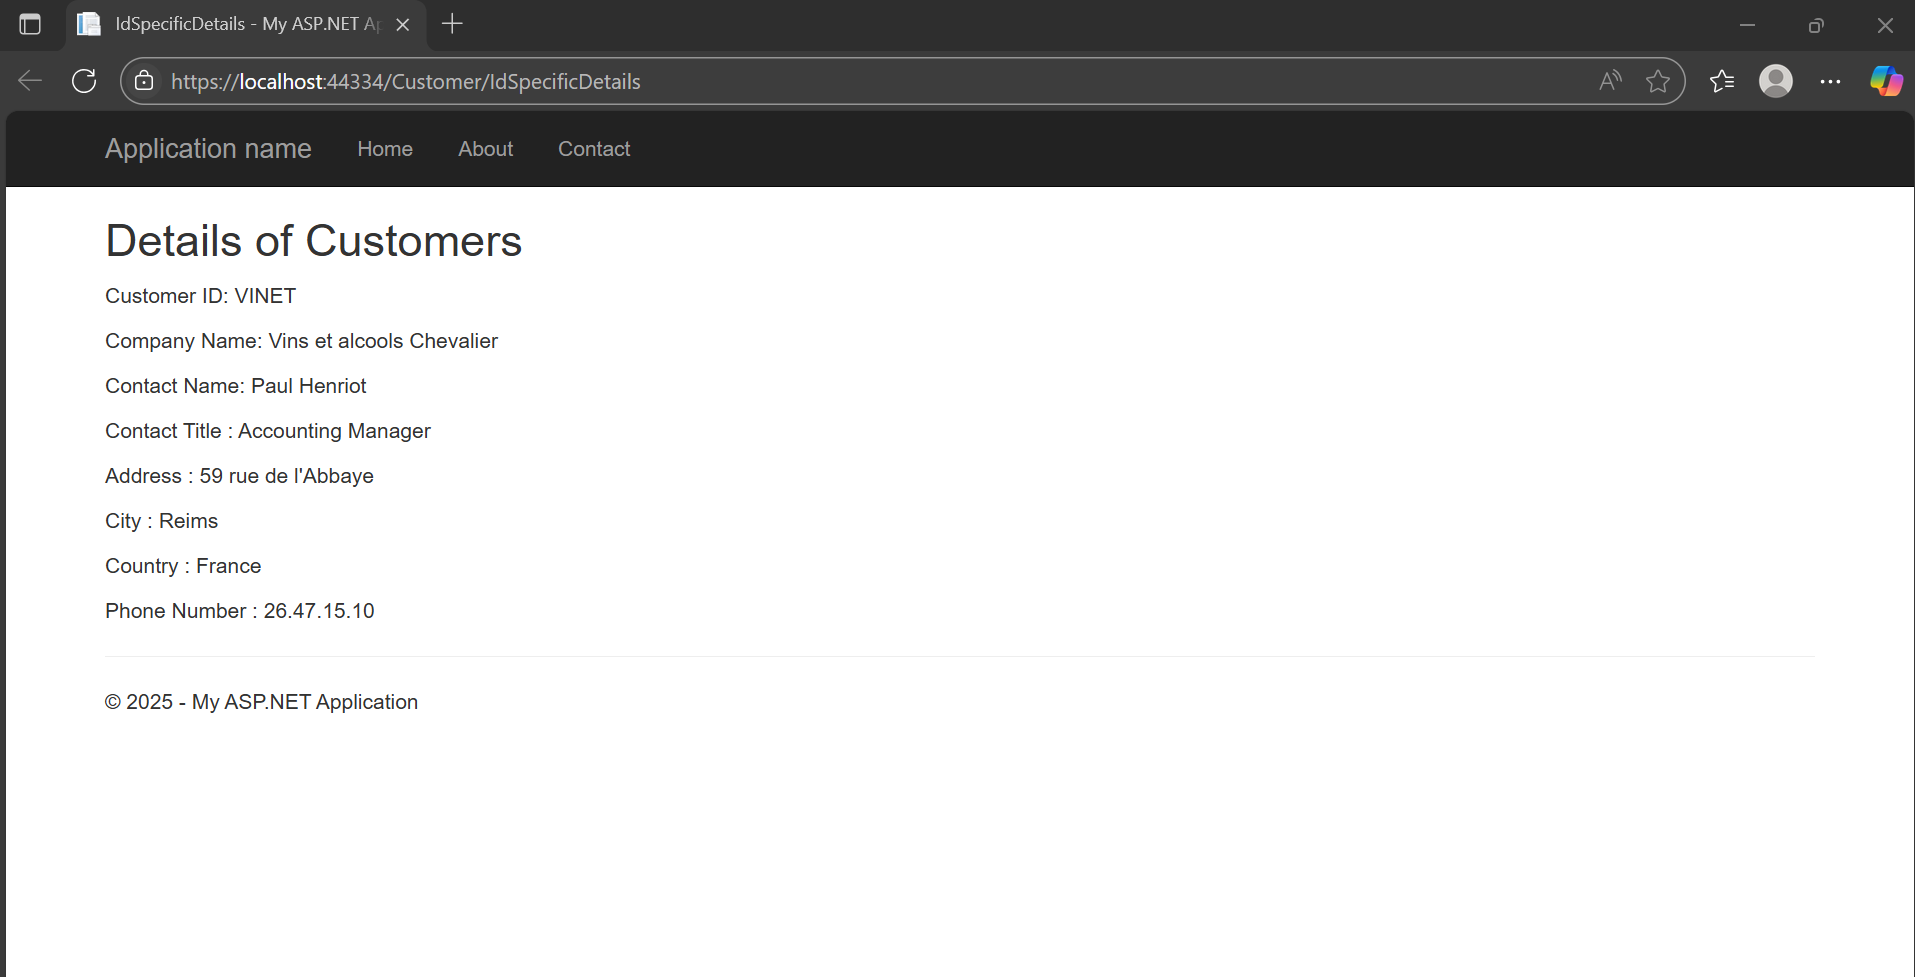 IdSpecificDetails - My ASP.NET Ap
https://localhost:44334/Customer/IdSpecificDetails
Application name Home About Contact
Details of Customers
Customer ID: VINET
Company Name: Vins et alcools Chevalier
Contact Name: Paul Henriot
Contact Title : Accounting Manager
Address : 59 rue de l'Abbaye
City : Reims
Country : France
Phone Number : 26.47.15.10
© 2025 - My ASP.NET Application